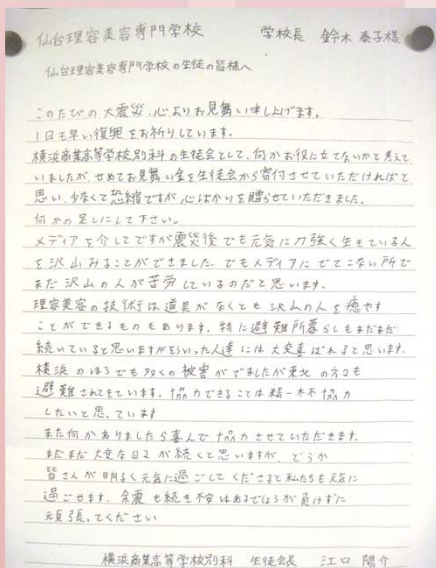 仙台理容美容専門学校　学校長　鈴木 泰子様
仙台理容美容専門学校の生徒の皆様へ
このたびの大震災、心よりお見舞い申し上げます。
1日も早い復興をお祈りしています。
横浜商業高等学校別科の生徒会として、何かお役に立てないかと考えて
いましたが、せめてお見舞い金を生徒会から寄付させていただければと
思い、少なくて恐縮ですが心ばかりを贈らせていただきました。
何かの足しにして下さい。
メディアを介してですが震災後でも元気に力強く生きている人
を沢山みることができました。でもメディアにでてこない所で
まだ沢山の人が苦労しているのだと思います。
理容美容の技術は道具がなくとも沢山の人を癒やす
ことができるものもあります。特に避難所暮らしもまだまだ
続いていると思いますがそういった人達には大変喜ばれると思います。
横浜のほうでも多くの被害がでましたが東北の方々も
避難されてきています。協力できることは精一杯協力
したいと思っています
また何かありましたら喜んで協力させていただきます。
まだまだ大変な日々が続くと思いますが、どうか
皆さんが明るく元気に過ごしてくださると私たちも元気に
過ごせます。余震も続き不安はあるでしょうが負けずに
頑張ってください
横浜商業高等学校別科　生徒会長　江口 陽介